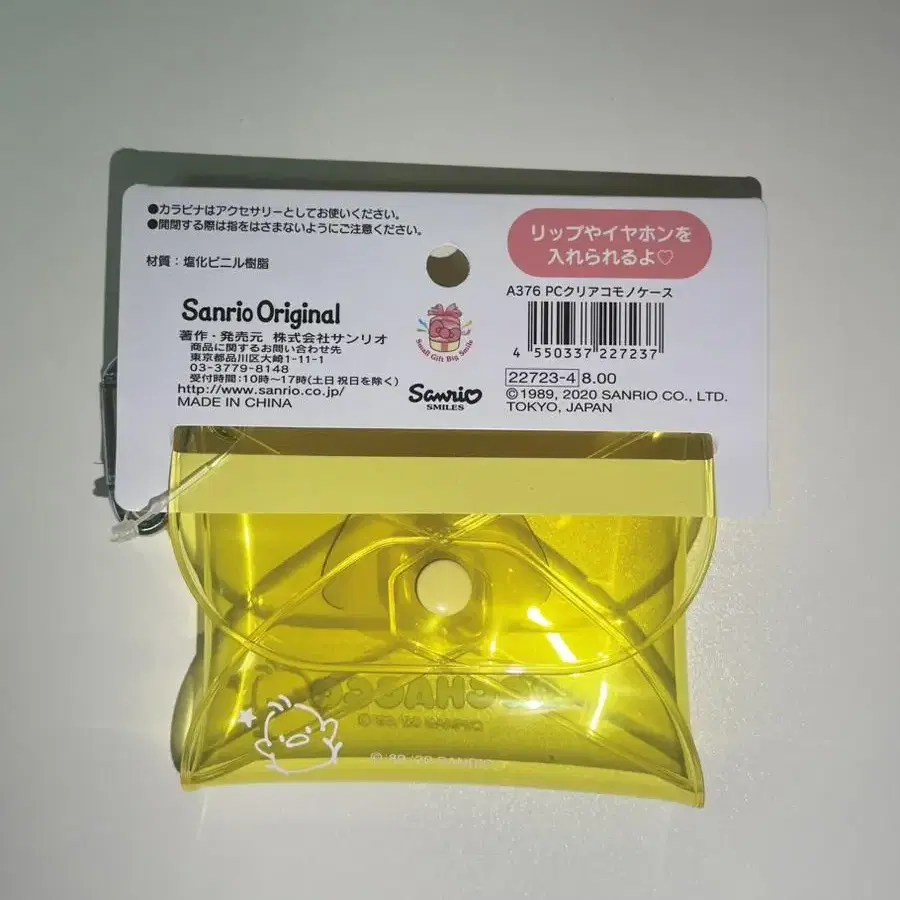 ●カラビナはアクセサリーとしてお使いください。
●開閉する際は指をはさまないようにご注意ください。
材質：塩化ビニル樹脂
Sanrio Original
著作・発売元 株式会社サンリオ
商品に関するお問い合わせ先
東京都品川区大崎1-11-1
03-3779-8148
受付時間：10時〜17時(土日祝日を除く)
http://www.sanrio.co.jp/
MADE IN CHINA
Small Gift Big Smile
Sanrio
SMILES
リップやイヤホンを
入れられるよ♡
A376 PCクリアコモノケース
4 550337 227237
22723-4 8.00
©1989, 2020 SANRIO CO., LTD.
TOKYO, JAPAN
© '89, '20 SANRIO